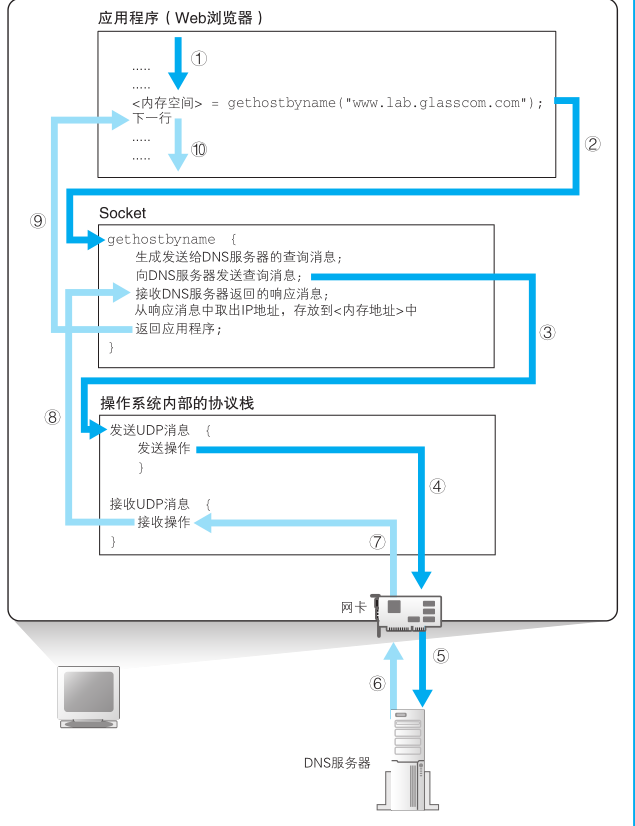 应用程序（Web浏览器）
①
.....
.....
<内存空间> = gethostbyname("www.lab.glasscom.com");
下一行
.....
.....
⑩
②
⑨
Socket
gethostbyname {
生成发送给DNS服务器的查询消息;
向DNS服务器发送查询消息;
接收DNS服务器返回的响应消息;
从响应消息中取出IP地址，存放到<内存地址>中
返回应用程序;
}
③
⑧
操作系统内部的协议栈
发送UDP消息 {
发送操作
}
④
接收UDP消息 {
接收操作
}
⑦
网卡
⑤
⑥
DNS服务器